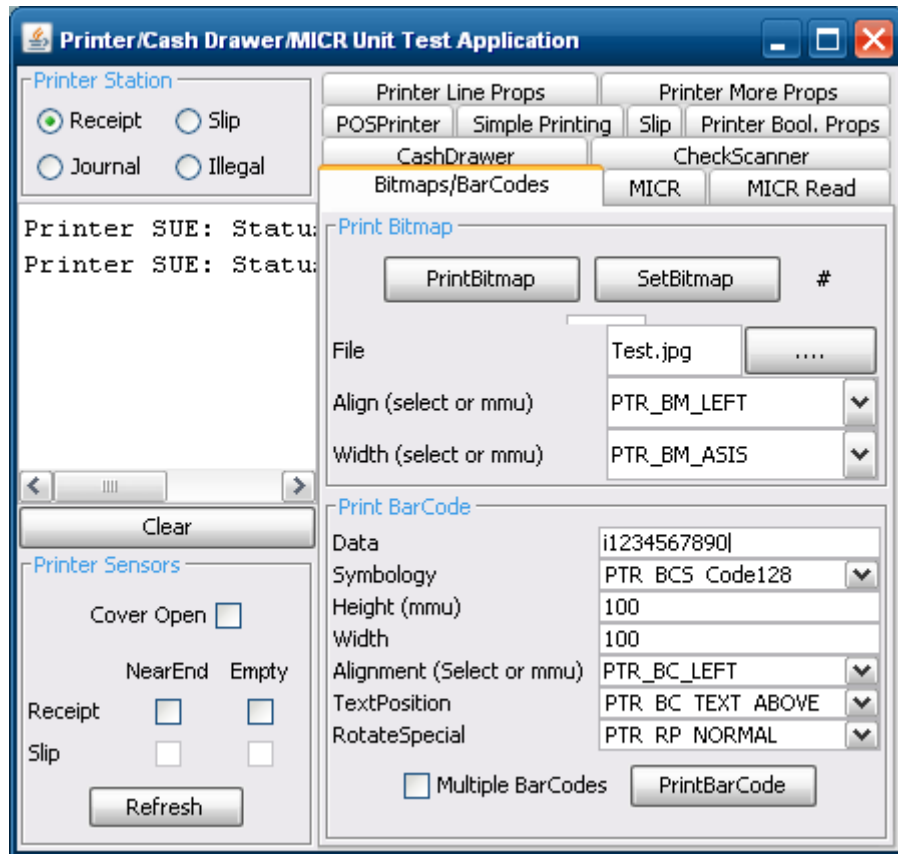 Printer/Cash Drawer/MICR Unit Test Application
Printer Station
Receipt Slip
Journal Illegal
Printer SUE: Statu
Printer SUE: Statu
Clear
Printer Sensors
Cover Open
NearEnd Empty
Receipt
Slip
Refresh
Printer Line Props Printer More Props
POSPrinter Simple Printing Slip Printer Bool. Props
CashDrawer CheckScanner
Bitmaps/BarCodes MICR MICR Read
Print Bitmap
PrintBitmap SetBitmap #
File Test.jpg ....
Align (select or mmu) PTR_BM_LEFT
Width (select or mmu) PTR_BM_ASIS
Print BarCode
Data i1234567890
Symbology PTR_BCS_Code128
Height (mmu) 100
Width 100
Alignment (Select or mmu) PTR_BC_LEFT
TextPosition PTR_BC_TEXT_ABOVE
RotateSpecial PTR_RP_NORMAL
Multiple BarCodes PrintBarCode